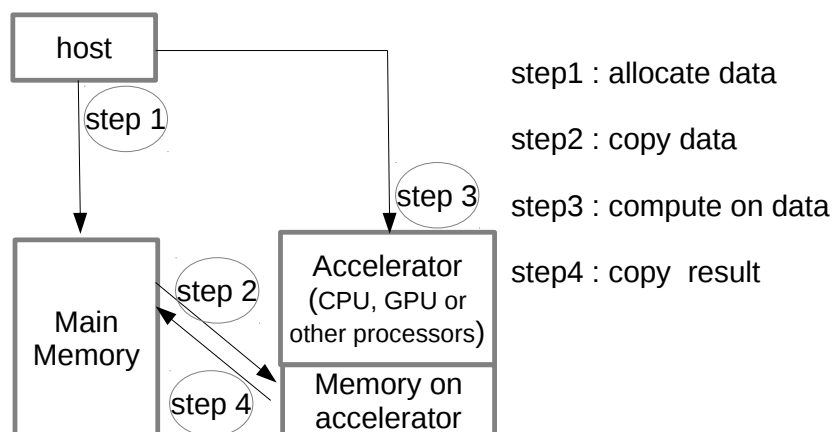 host
step 1
step1 : allocate data
step2 : copy data
step 3
step3 : compute on data
step4 : copy  result
step 2
Accelerator
(CPU, GPU or
other processors)
Main
Memory
step 4
Memory on
accelerator